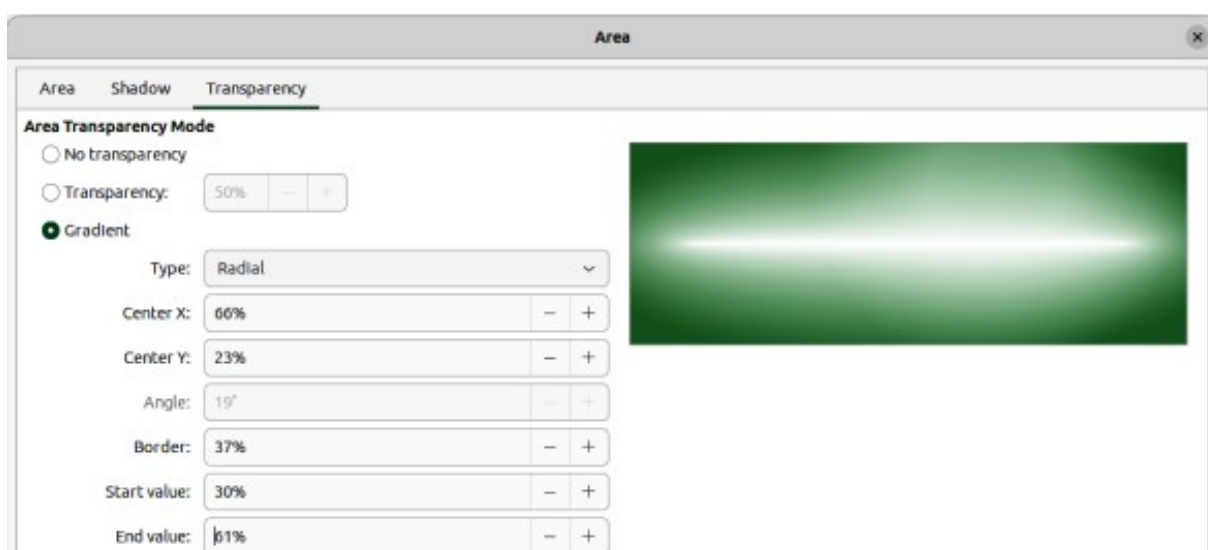 Area
Area Shadow Transparency
Area Transparency Mode
No transparency
Transparency: 50%
Gradient
Type: Radial
Center X: 66%
Center Y: 23%
Angle: 19°
Border: 37%
Start value: 30%
End value: 61%